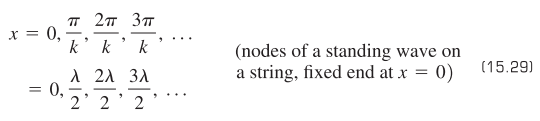 x = 0, π/k, 2π/k, 3π/k, ...
(nodes of a standing wave on
a string, fixed end at x = 0) (15.29)
= 0, λ/2, 2λ/2, 3λ/2, ...